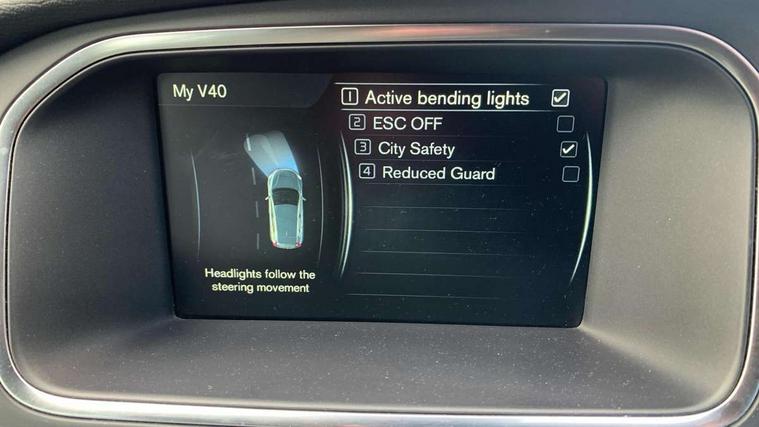 My V40
1 Active bending lights
2 ESC OFF
3 City Safety
4 Reduced Guard
Headlights follow the
steering movement